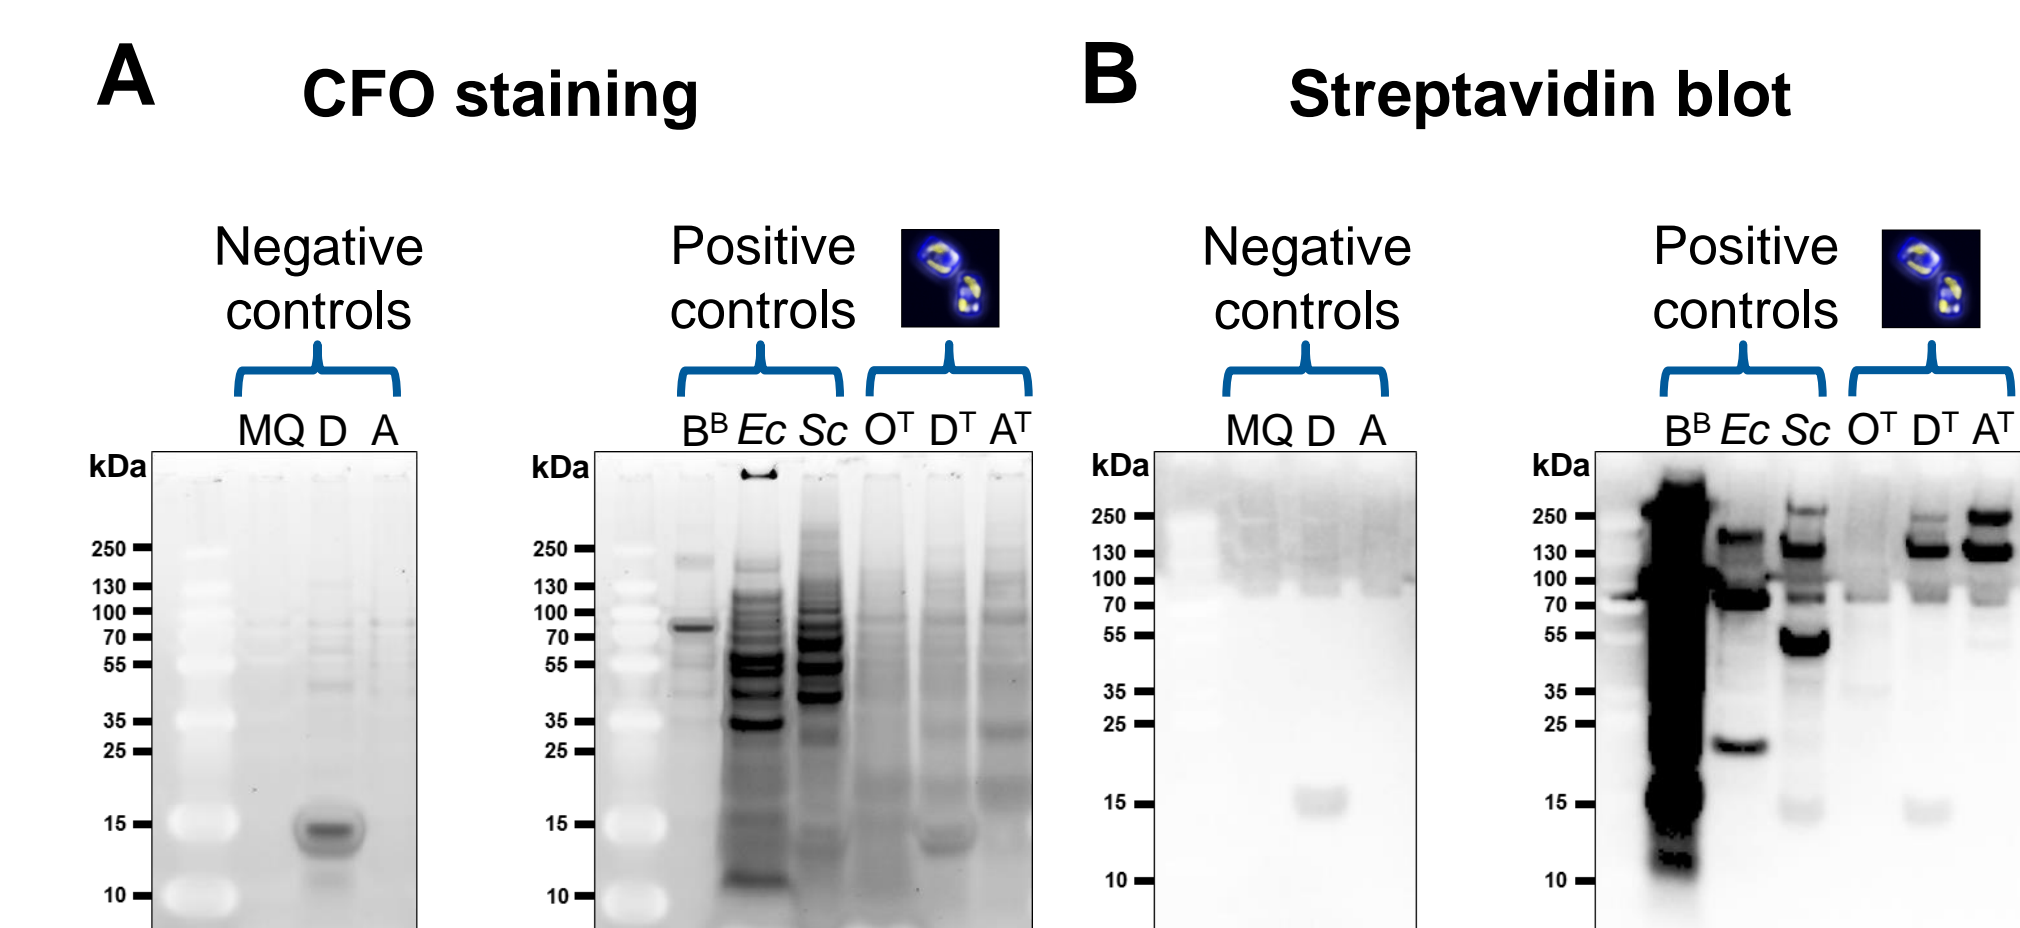 A
CFO staining
Negative
controls
MQ D A
kDa
250
130
100
70
55
35
25
15
10
Positive
controls
Bᴮ Ec Sc Oᵀ Dᵀ Aᵀ
kDa
250
130
100
70
55
35
25
15
10
B
Streptavidin blot
Negative
controls
MQ D A
kDa
250
130
100
70
55
35
25
15
10
Positive
controls
Bᴮ Ec Sc Oᵀ Dᵀ Aᵀ
kDa
250
130
100
70
55
35
25
15
10